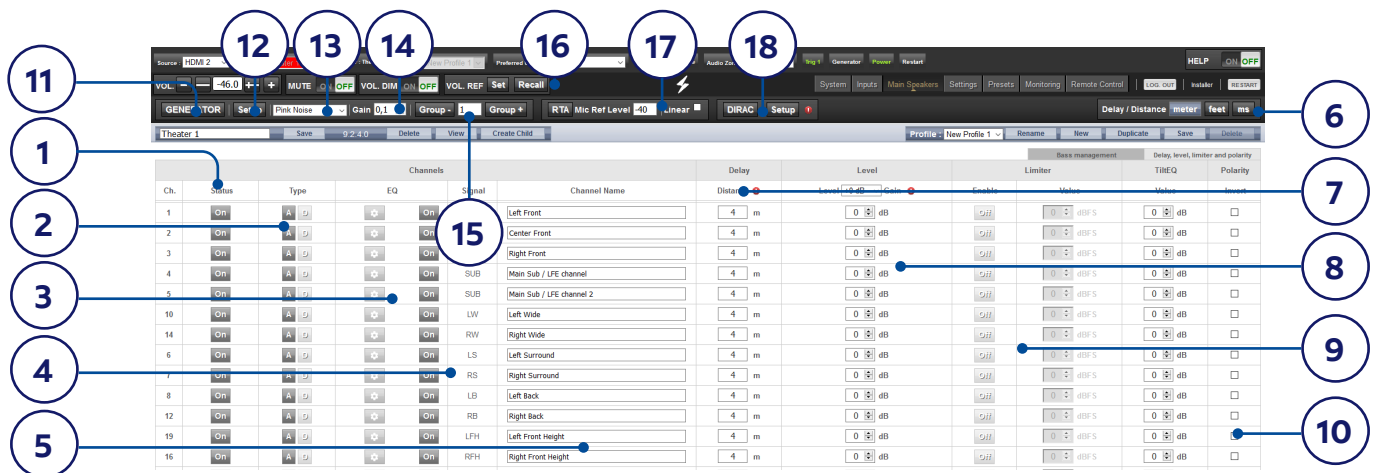 12 13 14 16 17 18
Source : HDMI 2 Preferred Audio Zon Trig 1 Generator Power Restart HELP ON OFF
11
VOL. -46.0 MUTE ON OFF VOL. DIM ON OFF VOL. REF Set Recall System Inputs Main Speakers Settings Presets Monitoring Remote Control LOG. OUT Installer RESTART
GENERATOR Setup Pink Noise Gain 0,1 Group - 1 Group + RTA Mic Ref Level -40 Linear DIRAC Setup Delay / Distance meter feet ms
6
Theater 1 Save 9.2.4.0 Delete View Create Child Profile : New Profile 1 Rename New Duplicate Save Delete
1
Bass management Delay, level, limiter and polarity
Channels Delay Level Limiter TiltEQ Polarity
Ch. Status Type EQ Signal Channel Name Distance Level +0 dB Gain Enable Value Value Invert
7
1 On A D On Left Front 4 m 0 dB Off 0 dBFS 0 dB
2
15
2 On A D On Center Front 4 m 0 dB Off 0 dBFS 0 dB
3 On A D On Right Front 4 m 0 dB Off 0 dBFS 0 dB
8
4 On A D On SUB Main Sub / LFE channel 4 m 0 dB Off 0 dBFS 0 dB
3
5 On A D On SUB Main Sub / LFE channel 2 4 m 0 dB Off 0 dBFS 0 dB
10 On A D On LW Left Wide 4 m 0 dB Off 0 dBFS 0 dB
14 On A D On RW Right Wide 4 m 0 dB Off 0 dBFS 0 dB
9
6 On A D On LS Left Surround 4 m 0 dB Off 0 dBFS 0 dB
4
7 On A D On RS Right Surround 4 m 0 dB Off 0 dBFS 0 dB
8 On A D On LB Left Back 4 m 0 dB Off 0 dBFS 0 dB
12 On A D On RB Right Back 4 m 0 dB Off 0 dBFS 0 dB
10
19 On A D On LFH Left Front Height 4 m 0 dB Off 0 dBFS 0 dB
5
16 On A D On RFH Right Front Height 4 m 0 dB Off 0 dBFS 0 dB